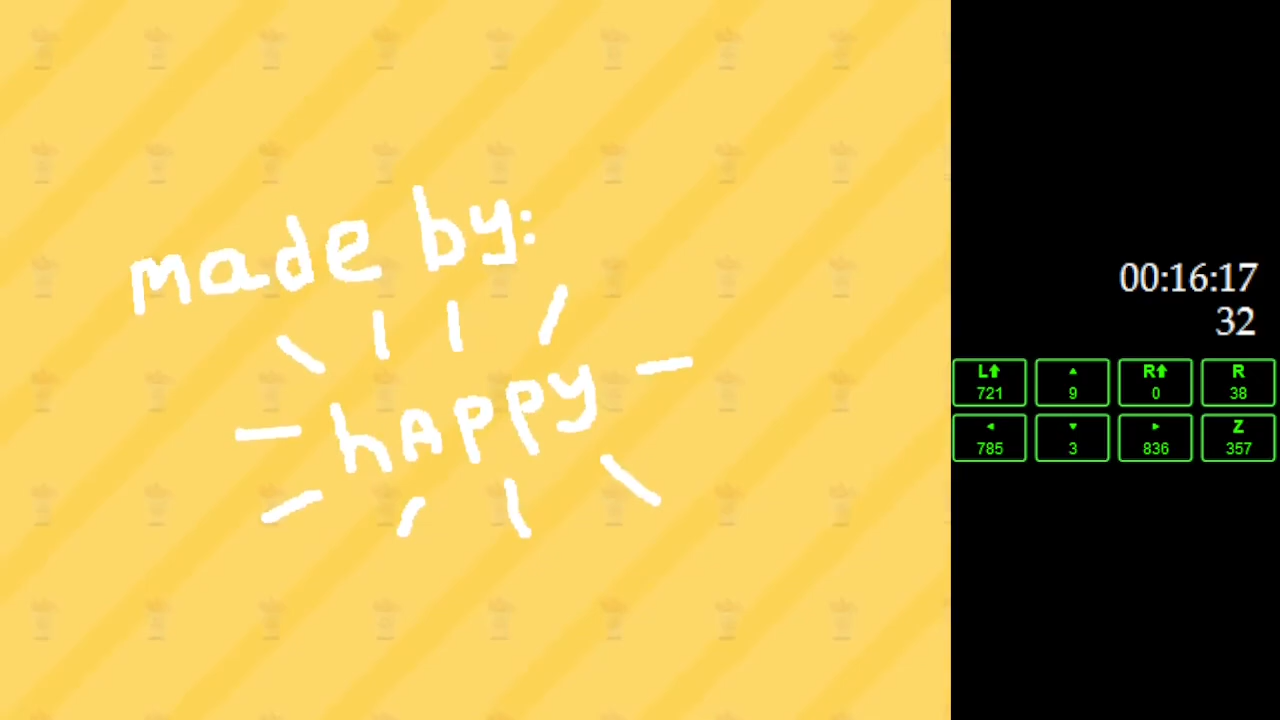 made by:
hAPPy
00:16:17
32
L⬆ ▲ R⬆ R
721 9 0 38
◄ ▼ ► Z
785 3 836 357